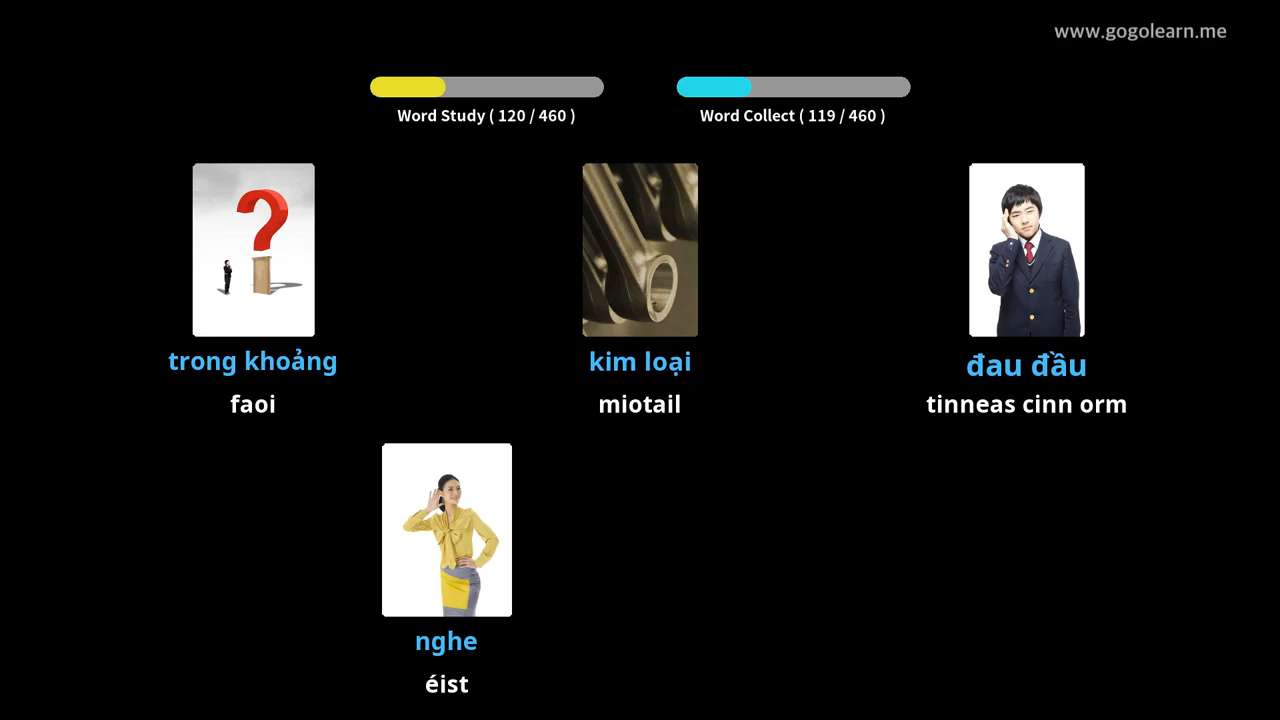 www.gogolearn.me
Word Study ( 120 / 460 )
Word Collect ( 119 / 460 )
trong khoảng
faoi
kim loại
miotail
đau đầu
tinneas cinn orm
nghe
éist